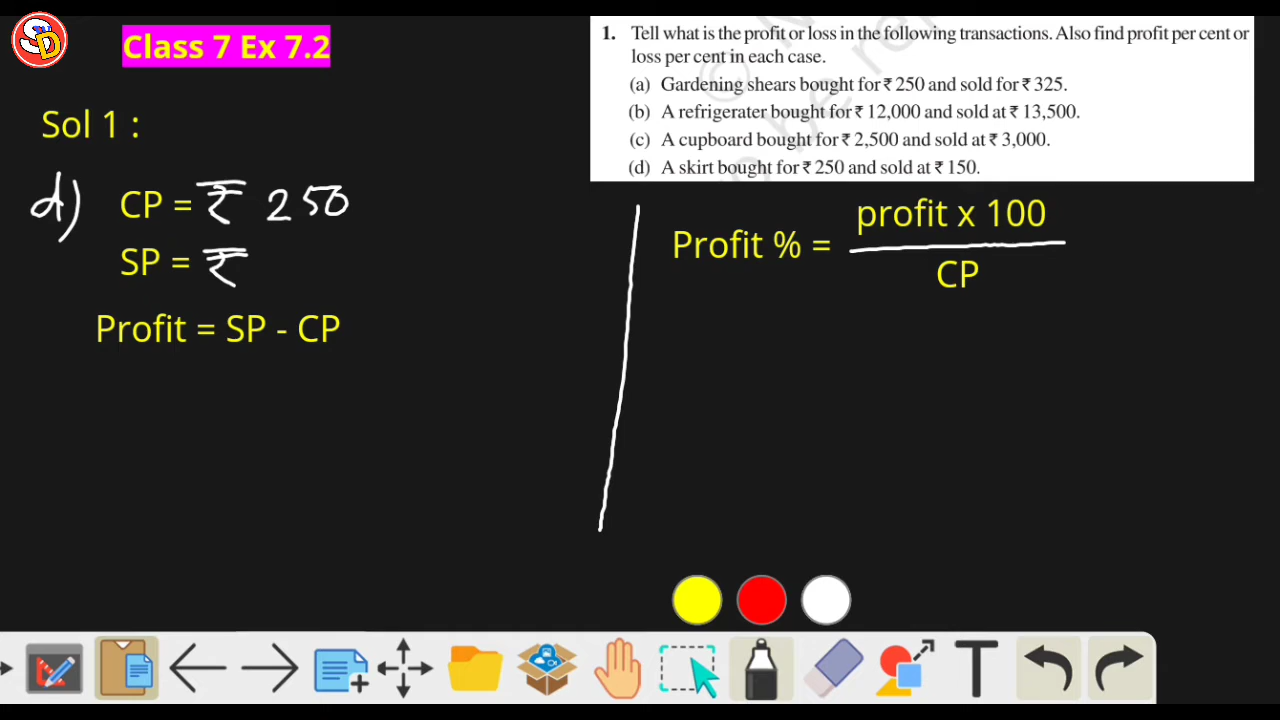 SD
Class 7 Ex 7.2
1. Tell what is the profit or loss in the following transactions. Also find profit per cent or
loss per cent in each case.
(a) Gardening shears bought for ₹ 250 and sold for ₹ 325.
(b) A refrigerater bought for ₹ 12,000 and sold at ₹ 13,500.
(c) A cupboard bought for ₹ 2,500 and sold at ₹ 3,000.
(d) A skirt bought for ₹ 250 and sold at ₹ 150.
Sol 1 :
d) CP = ₹ 250
SP = ₹
Profit = SP - CP
Profit % = profit x 100
CP
T